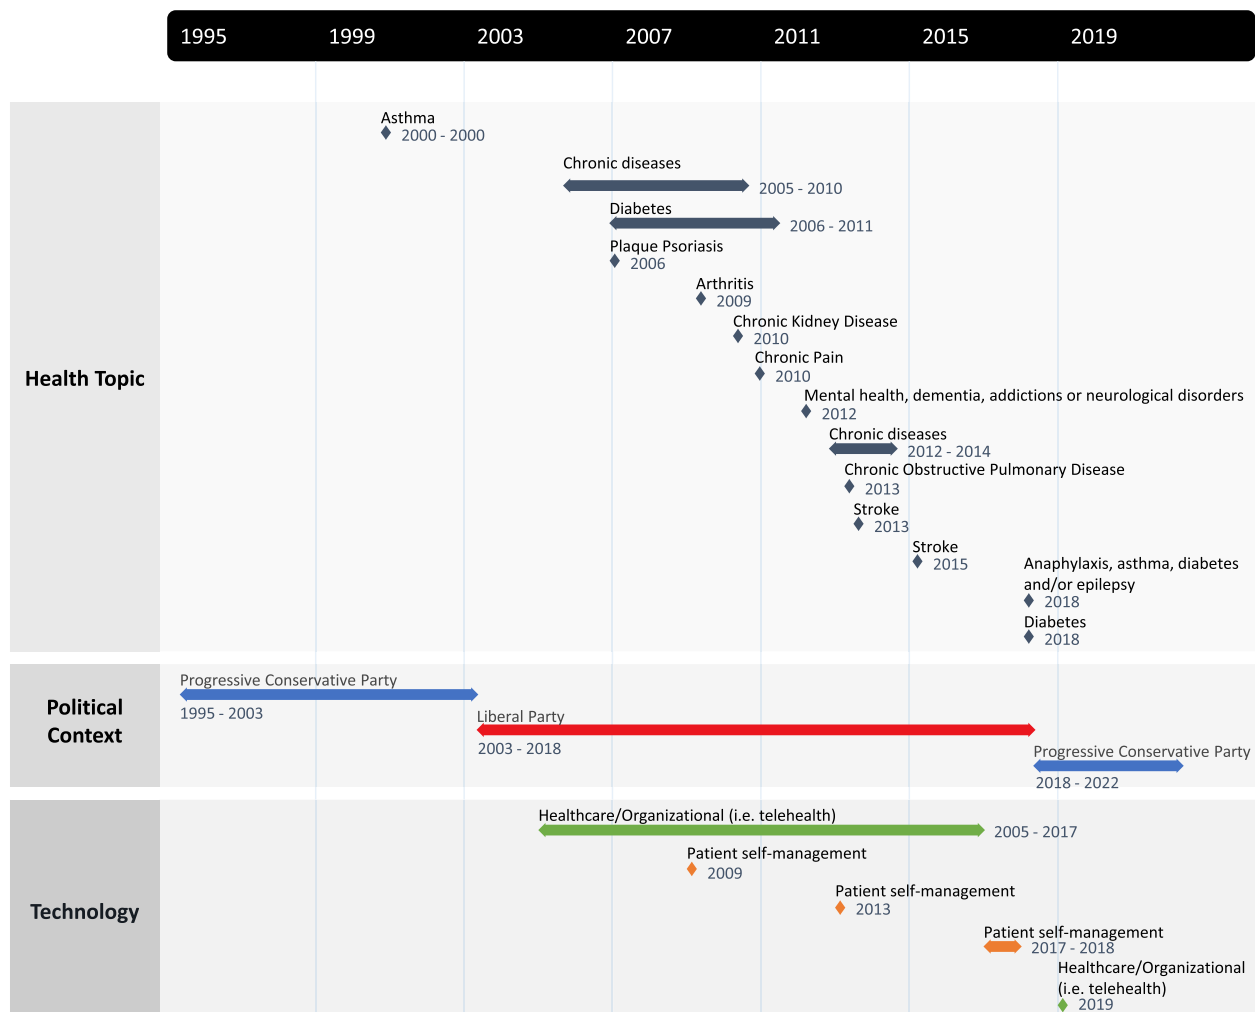 1995 1999 2003 2007 2011 2015 2019
Health Topic
Asthma
2000 - 2000
Chronic diseases
2005 - 2010
Diabetes
2006 - 2011
Plaque Psoriasis
2006
Arthritis
2009
Chronic Kidney Disease
2010
Chronic Pain
2010
Mental health, dementia, addictions or neurological disorders
2012
Chronic diseases
2012 - 2014
Chronic Obstructive Pulmonary Disease
2013
Stroke
2013
Stroke
2015
Anaphylaxis, asthma, diabetes
and/or epilepsy
2018
Diabetes
2018
Political
Context
Progressive Conservative Party
1995 - 2003
Liberal Party
2003 - 2018
Progressive Conservative Party
2018 - 2022
Technology
Healthcare/Organizational (i.e. telehealth)
2005 - 2017
Patient self-management
2009
Patient self-management
2013
Patient self-management
2017 - 2018
Healthcare/Organizational
(i.e. telehealth)
2019